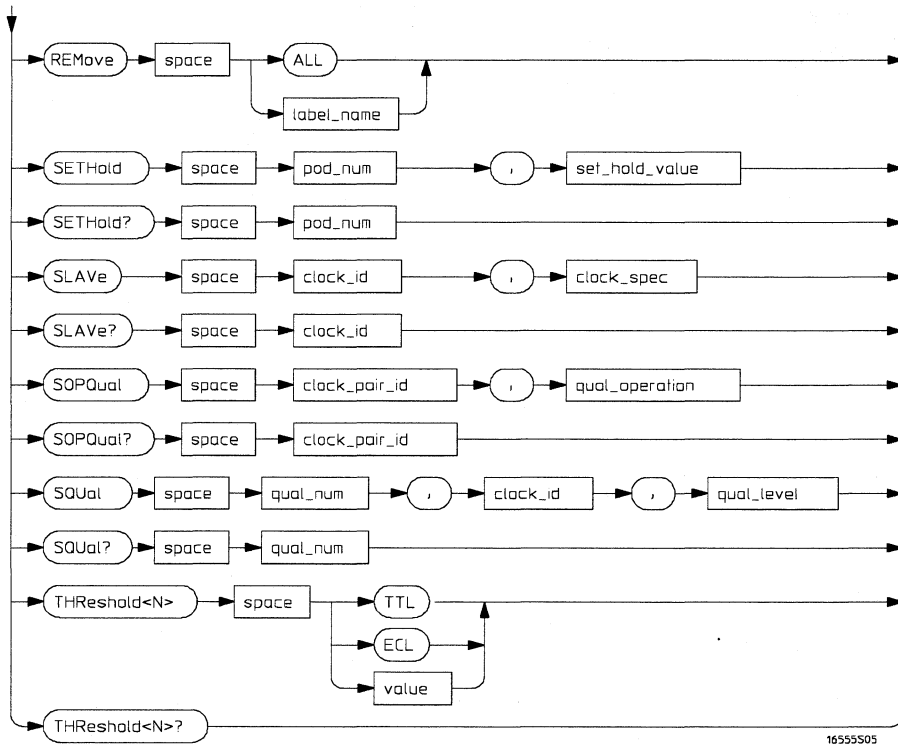 REMove space ALL
label_name
SETHold space pod_num , set_hold_value
SETHold? space pod_num
SLAVe space clock_id , clock_spec
SLAVe? space clock_id
SOPQual space clock_pair_id , qual_operation
SOPQual? space clock_pair_id
SQUal space qual_num , clock_id , qual_level
SQUal? space qual_num
THReshold<N> space TTL
ECL
value
THReshold<N>?
16555S05